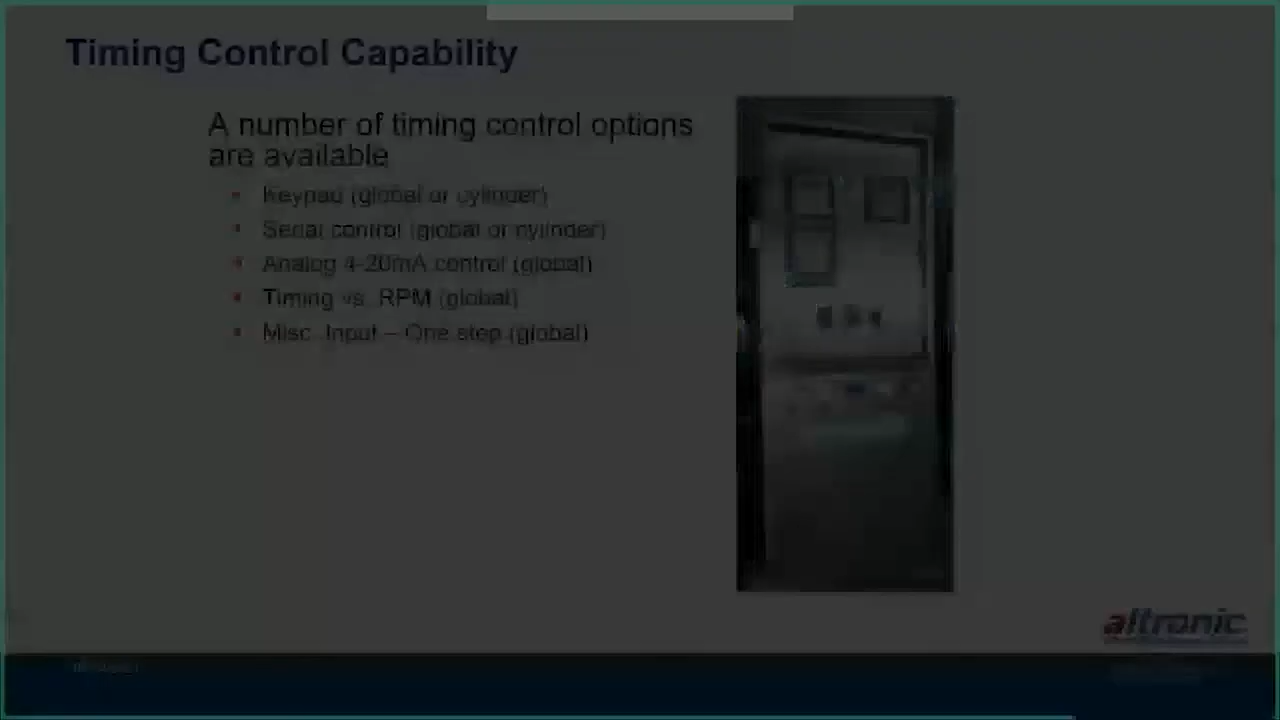 Timing Control Capability
A number of timing control options
are available
Keypad (global or cylinder)
Serial control (global or cylinder)
Analog 4-20mA control (global)
Timing vs. RPM (global)
Misc. Input – One step (global)
altronic